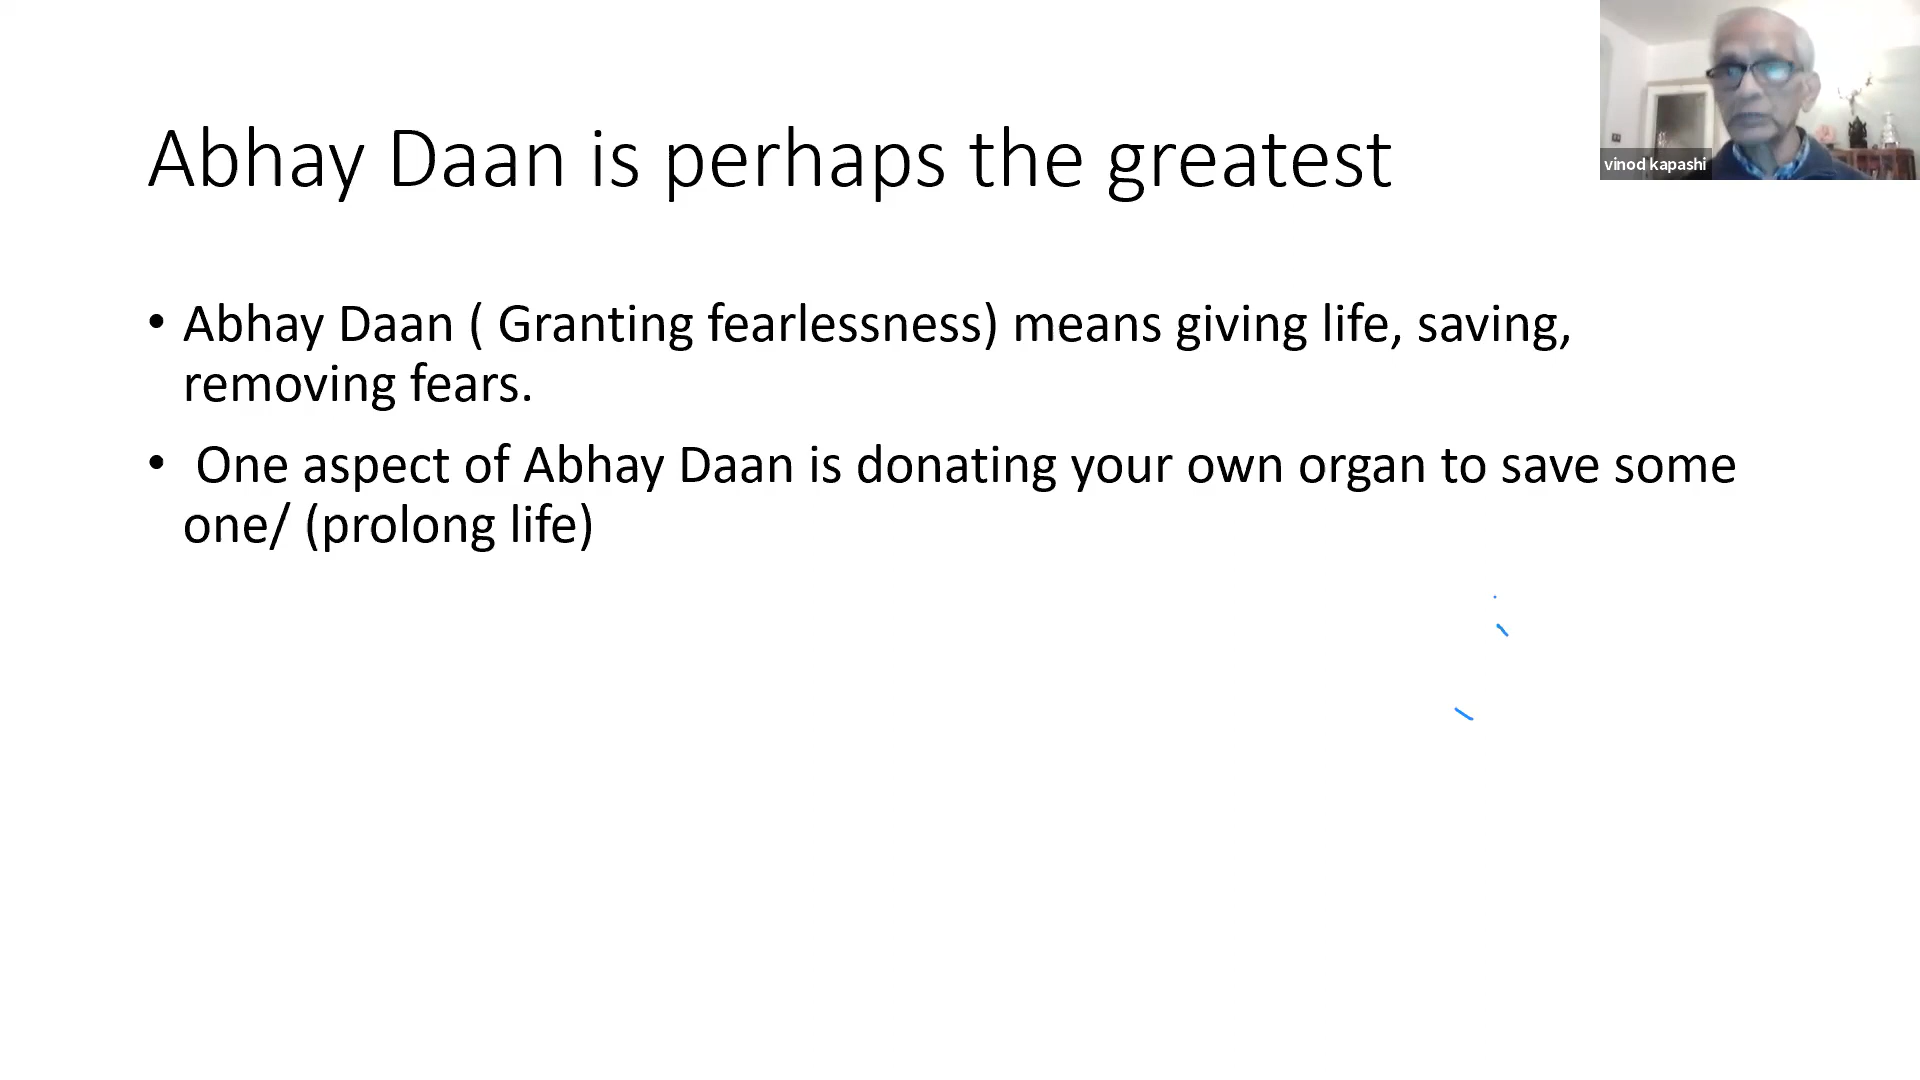 Abhay Daan is perhaps the greatest
vinod kapashi
• Abhay Daan ( Granting fearlessness) means giving life, saving,
removing fears.
• One aspect of Abhay Daan is donating your own organ to save some
one/ (prolong life)